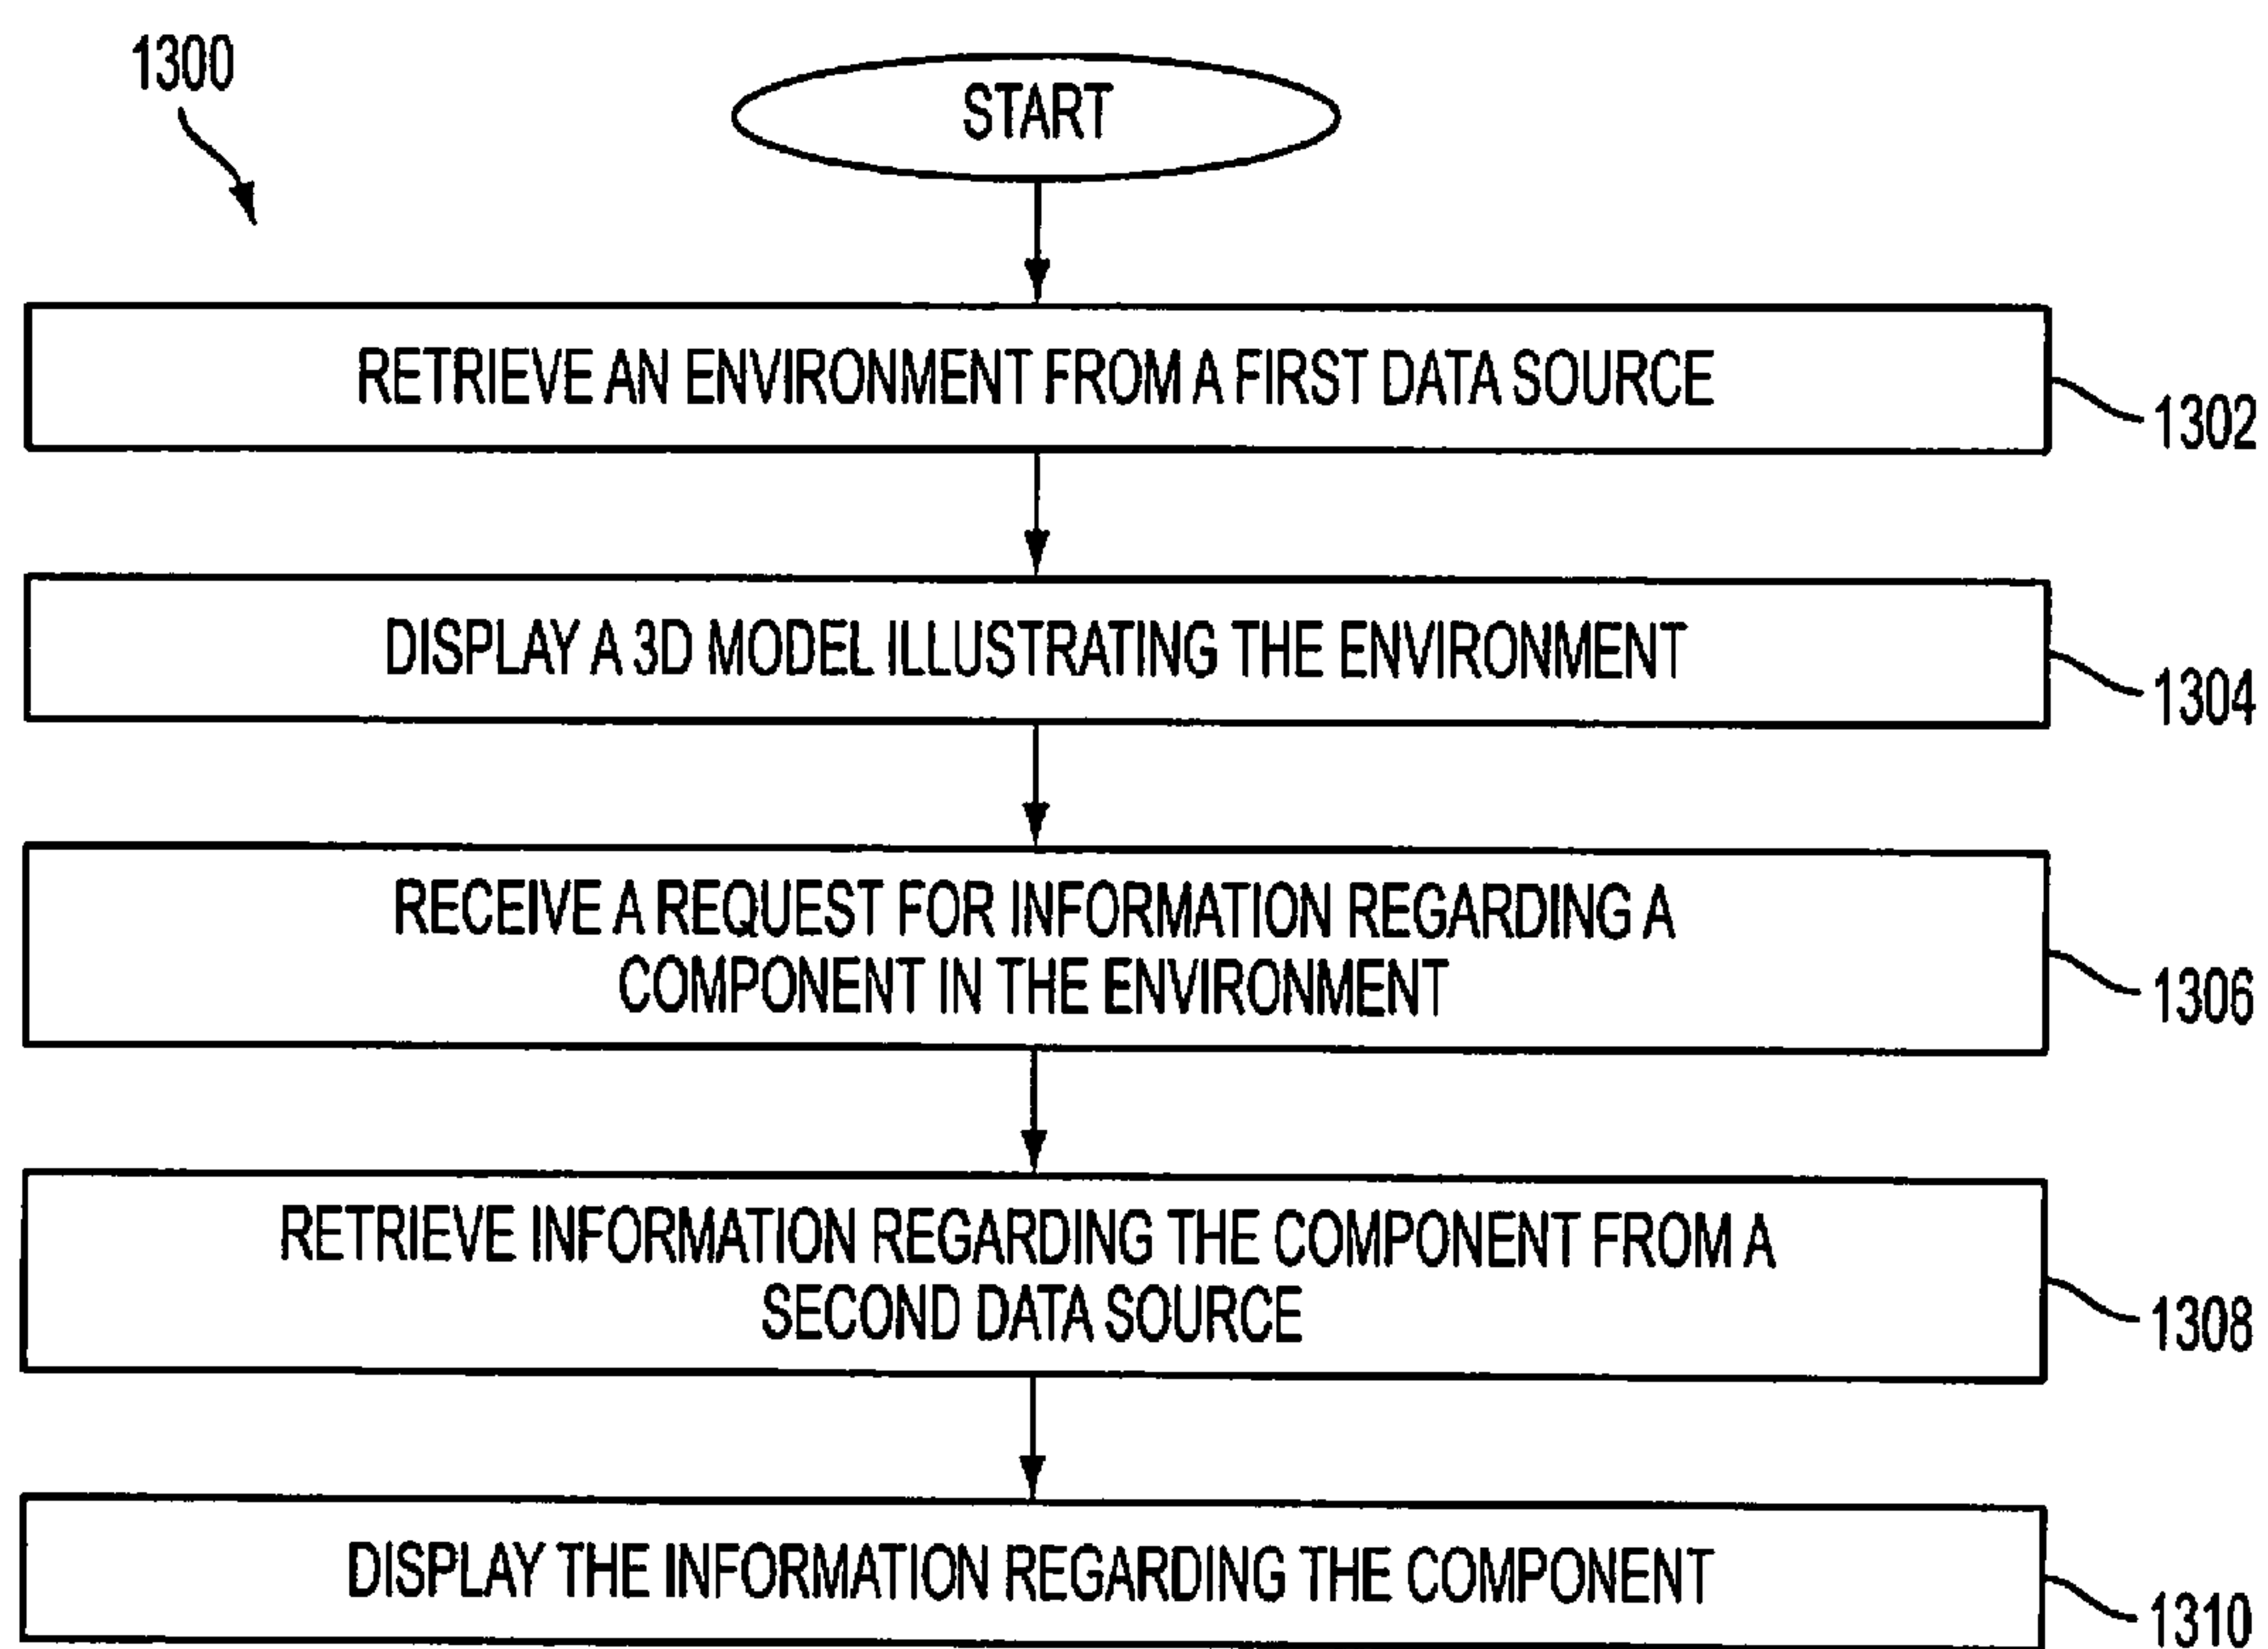 1300
START
RETRIEVE AN ENVIRONMENT FROM A FIRST DATA SOURCE
1302
DISPLAY A 3D MODEL ILLUSTRATING THE ENVIRONMENT
1304
RECEIVE A REQUEST FOR INFORMATION REGARDING A
COMPONENT IN THE ENVIRONMENT
1306
RETRIEVE INFORMATION REGARDING THE COMPONENT FROM A
SECOND DATA SOURCE
1308
DISPLAY THE INFORMATION REGARDING THE COMPONENT
1310